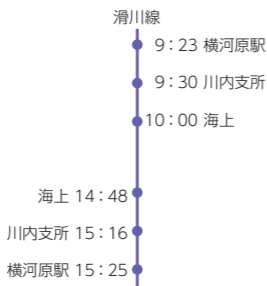 滑川線
9：23 横河原駅
9：30 川内支所
10：00 海上
海上 14：48
川内支所 15：16
横河原駅 15：25